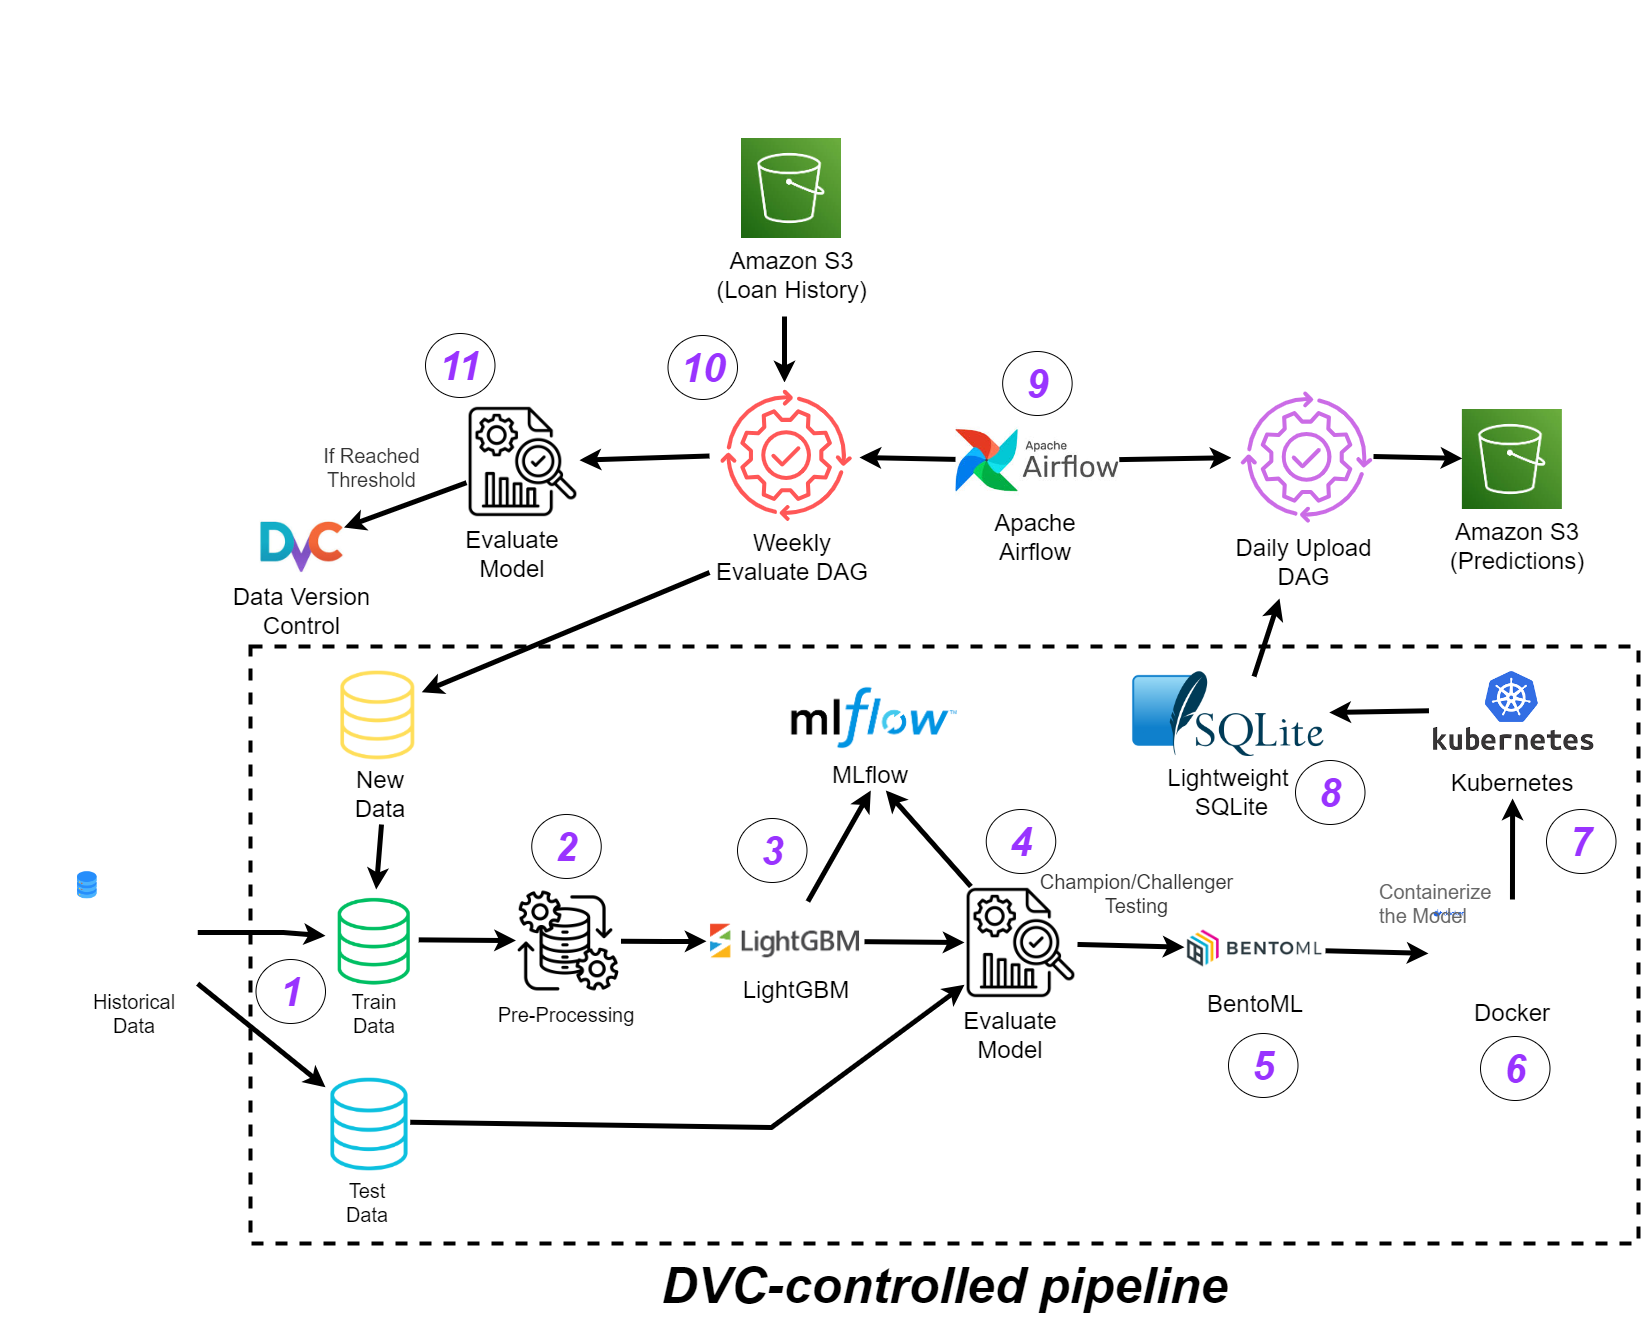 Amazon S3
(Loan History)
11
10
9
If Reached
Threshold
DVC
Data Version
Control
Evaluate
Model
Weekly
Evaluate DAG
Apache
Airflow
Apache
Airflow
Daily Upload
DAG
Amazon S3
(Predictions)
New
Data
mlflow™
MLflow
SQLite
Lightweight
SQLite
8
kubernetes
Kubernetes
7
2
3
4
Champion/Challenger
Testing
Containerize
the Model
Historical
Data
1
Train
Data
Pre-Processing
LightGBM
LightGBM
Evaluate
Model
BENTOML
BentoML
5
Docker
6
Test
Data
DVC-controlled pipeline